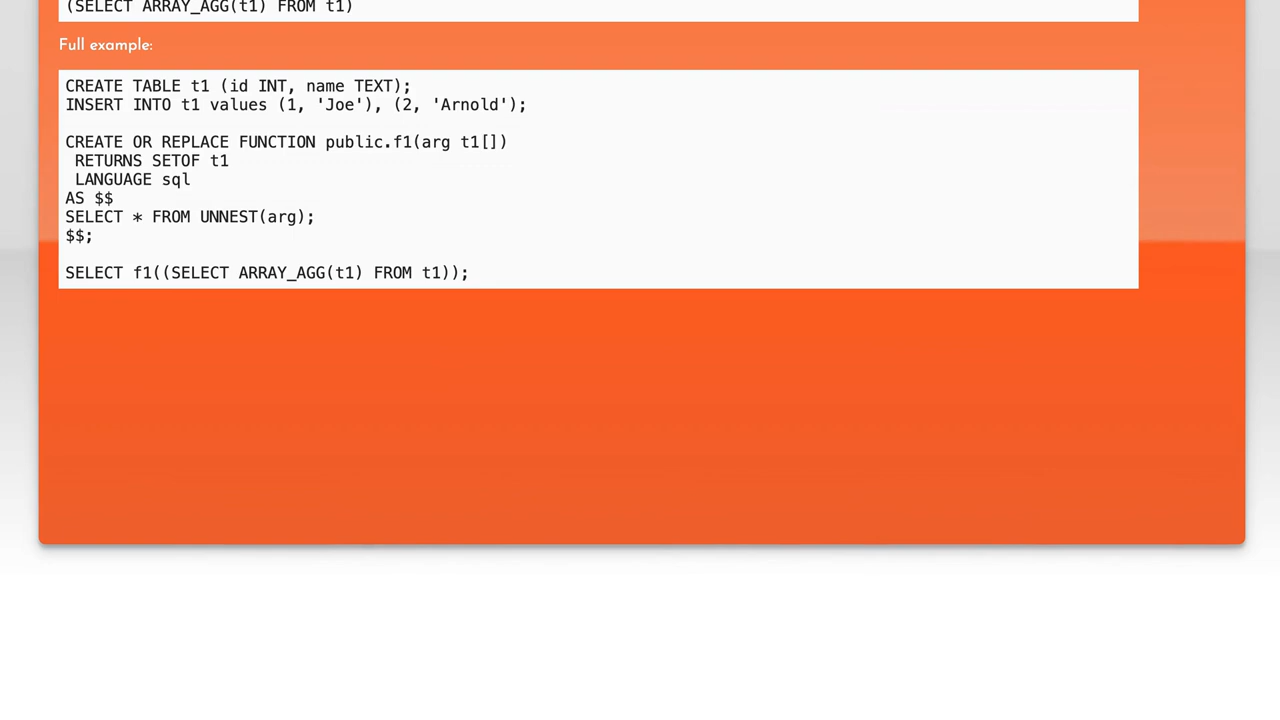 (SELECT ARRAY_AGG(t1) FROM t1)
Full example:
CREATE TABLE t1 (id INT, name TEXT);
INSERT INTO t1 values (1, 'Joe'), (2, 'Arnold');
CREATE OR REPLACE FUNCTION public.f1(arg t1[])
RETURNS SETOF t1
LANGUAGE sql
AS $$
SELECT * FROM UNNEST(arg);
$$;
SELECT f1((SELECT ARRAY_AGG(t1) FROM t1));